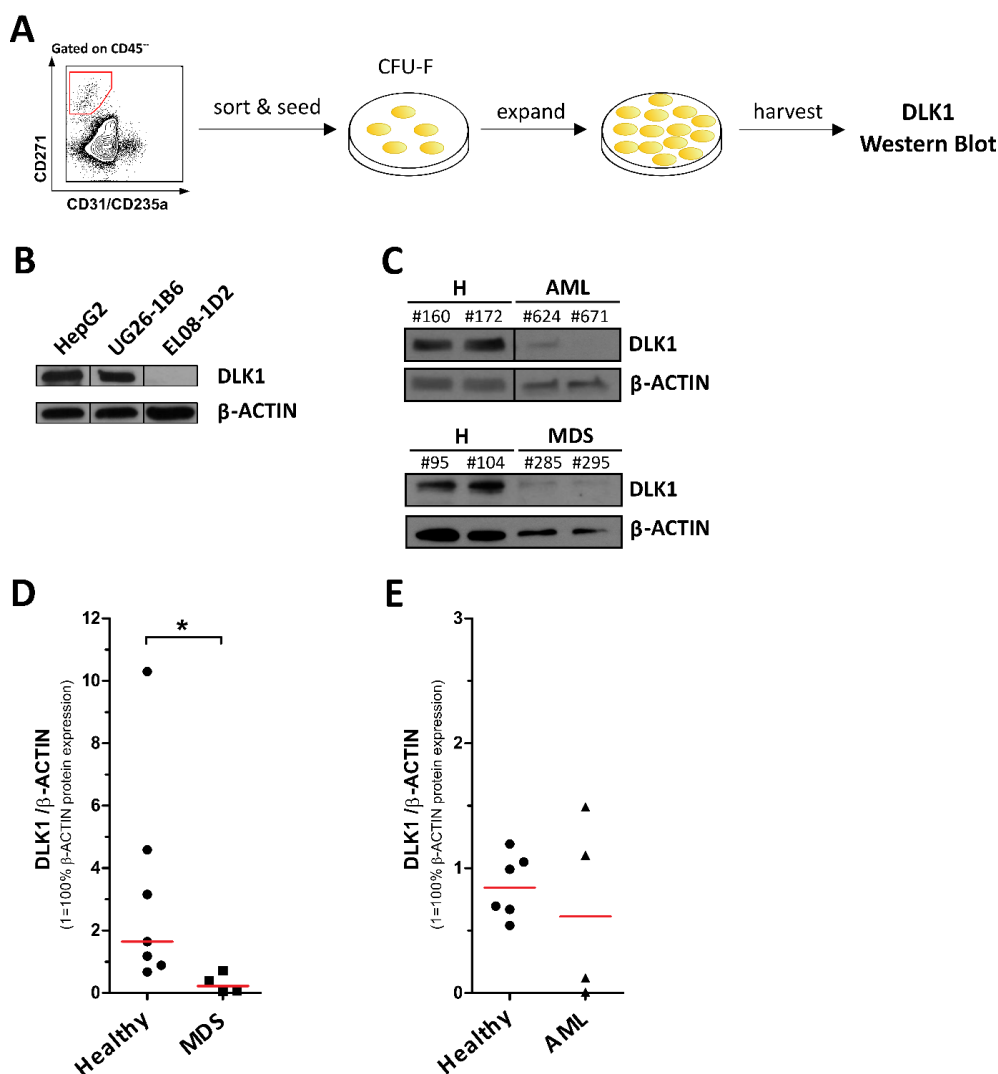 A
Gated on CD45⁻
CD271
CD31/CD235a
sort & seed
CFU-F
expand
harvest
DLK1
Western Blot
B
HepG2
UG26-1B6
EL08-1D2
DLK1
β-ACTIN
C
H AML
#160 #172 #624 #671
DLK1
β-ACTIN
H MDS
#95 #104 #285 #295
DLK1
β-ACTIN
D
DLK1 /β-ACTIN
(1=100% β-ACTIN protein expression)
12
10
8
6
4
2
0
*
Healthy
MDS
E
DLK1 /β-ACTIN
(1=100% β-ACTIN protein expression)
3
2
1
0
Healthy
AML